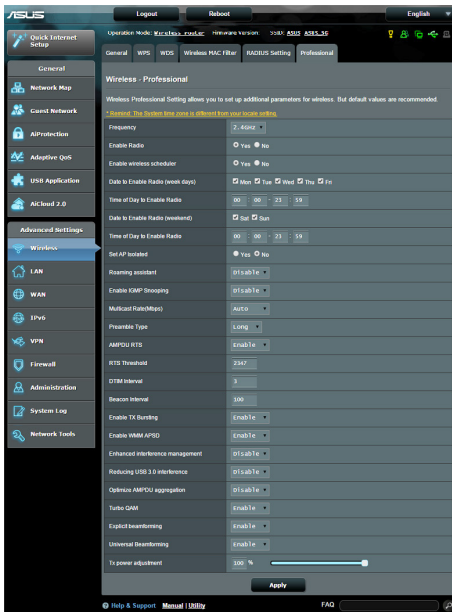 ASUS
Logout
Reboot
English
Quick Internet Setup
Operation Mode: Wireless router Firmware Version: SSID: ASUS ASUS_5G
General WPS WDS Wireless MAC Filter RADIUS Setting Professional
General
Network Map
Guest Network
AiProtection
Adaptive QoS
USB Application
AiCloud 2.0
Advanced Settings
Wireless
LAN
WAN
IPv6
VPN
Firewall
Administration
System Log
Network Tools
Wireless - Professional
Wireless Professional Setting allows you to set up additional parameters for wireless. But default values are recommended.
* Remind: The System time zone is different from your locale setting.
Frequency 2.4GHz
Enable Radio Yes No
Enable wireless scheduler Yes No
Date to Enable Radio (week days) Mon Tue Wed Thu Fri
Time of Day to Enable Radio 00 : 00 - 21 : 59
Date to Enable Radio (weekend) Sat Sun
Time of Day to Enable Radio 00 : 00 - 21 : 59
Set AP Isolated Yes No
Roaming assistant Disable
Enable IGMP Snooping Disable
Multicast Rate(Mbps) Auto
Preamble Type Long
AMPDU RTS Enable
RTS Threshold 2347
DTIM Interval 3
Beacon Interval 100
Enable TX Bursting Enable
Enable WMM APSD Enable
Enhanced interference management Disable
Reducing USB 3.0 interference Disable
Optimize AMPDU aggregation Disable
Turbo QAM Enable
Explicit beamforming Enable
Universal Beamforming Enable
Tx power adjustment 100 %
Apply
Help & Support Manual | Utility FAQ